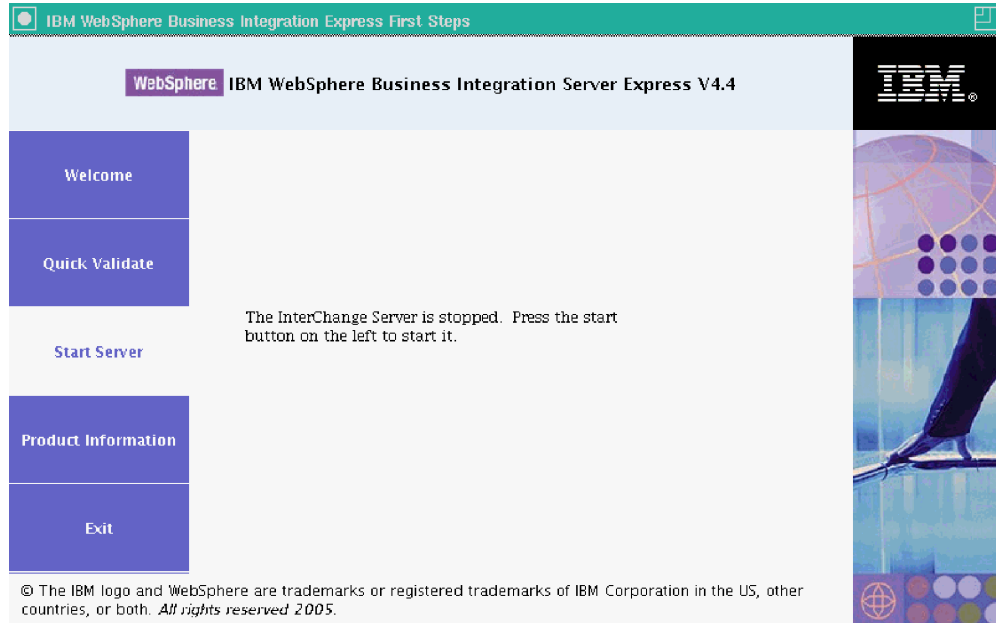 IBM WebSphere Business Integration Express First Steps
WebSphere. IBM WebSphere Business Integration Server Express V4.4
IBM®
Welcome
Quick Validate
The InterChange Server is stopped. Press the start
button on the left to start it.
Start Server
Product Information
Exit
© The IBM logo and WebSphere are trademarks or registered trademarks of IBM Corporation in the US, other
countries, or both. All rights reserved 2005.